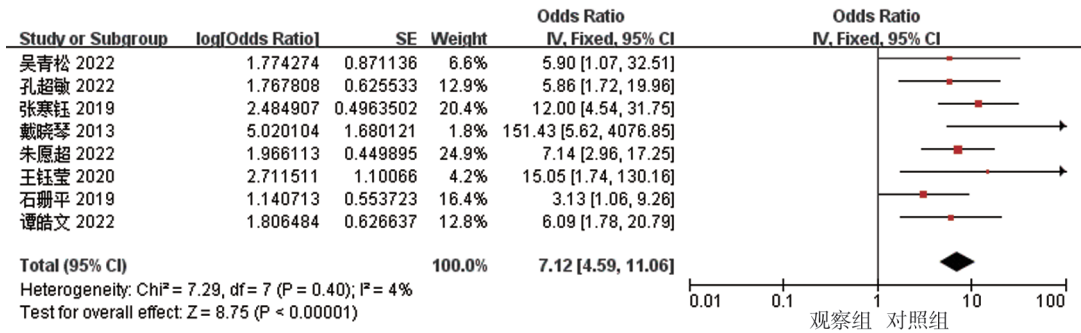 Odds Ratio Odds Ratio
Study or Subgroup log[Odds Ratio] SE Weight IV, Fixed, 95% CI IV, Fixed, 95% CI
吴青松 2022 1.774274 0.871136 6.6% 5.90 [1.07, 32.51]
孔超敏 2022 1.767808 0.625533 12.9% 5.86 [1.72, 19.96]
张寒钰 2019 2.484907 0.4963502 20.4% 12.00 [4.54, 31.75]
戴晓琴 2013 5.020104 1.680121 1.8% 151.43 [5.62, 4076.85]
朱愿超 2022 1.966113 0.449895 24.9% 7.14 [2.96, 17.25]
王钰莹 2020 2.711511 1.10066 4.2% 15.05 [1.74, 130.16]
石珊平 2019 1.140713 0.553723 16.4% 3.13 [1.06, 9.26]
谭皓文 2022 1.806484 0.626637 12.8% 6.09 [1.78, 20.79]
Total (95% CI) 100.0% 7.12 [4.59, 11.06]
Heterogeneity: Chi² = 7.29, df = 7 (P = 0.40); I² = 4%
Test for overall effect: Z = 8.75 (P < 0.00001)
0.01 0.1 1 10 100
观察组 对照组